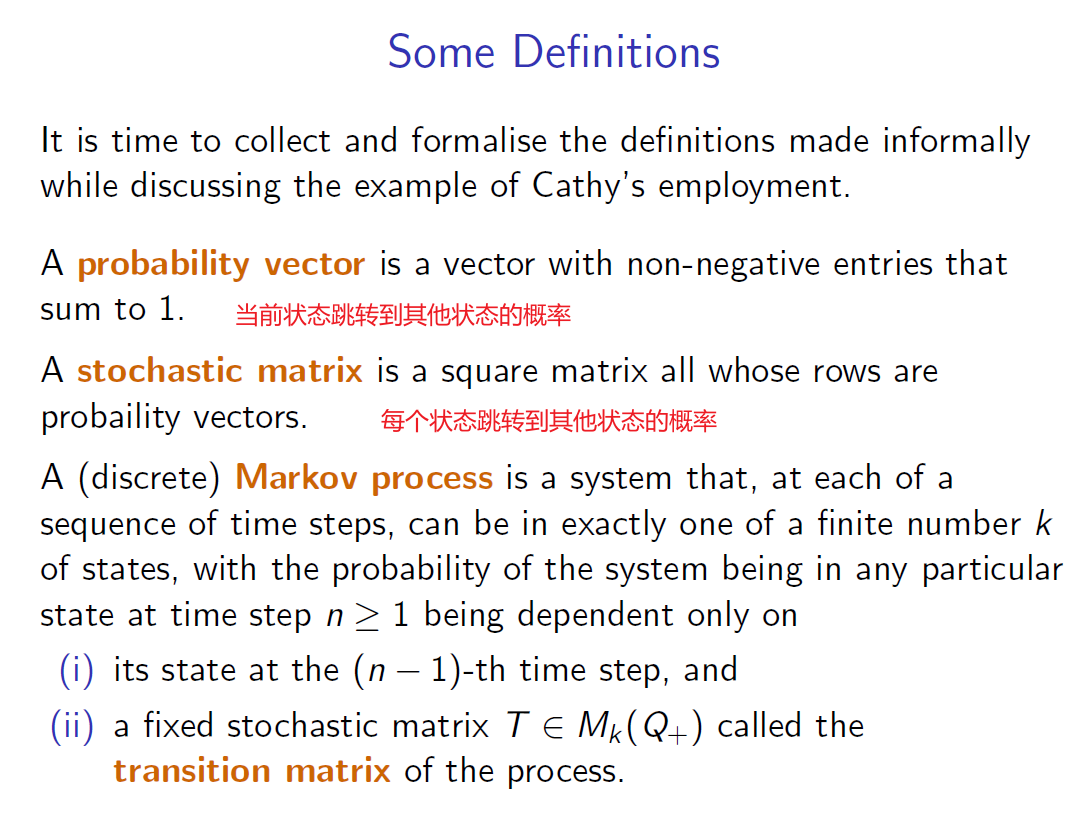 Some Definitions
It is time to collect and formalise the definitions made informally
while discussing the example of Cathy's employment.
A probability vector is a vector with non-negative entries that
sum to 1. 当前状态跳转到其他状态的概率
A stochastic matrix is a square matrix all whose rows are
probaility vectors. 每个状态跳转到其他状态的概率
A (discrete) Markov process is a system that, at each of a
sequence of time steps, can be in exactly one of a finite number k
of states, with the probability of the system being in any particular
state at time step n ≥ 1 being dependent only on
(i) its state at the (n − 1)-th time step, and
(ii) a fixed stochastic matrix T ∈ Mₖ(Q₊) called the
transition matrix of the process.